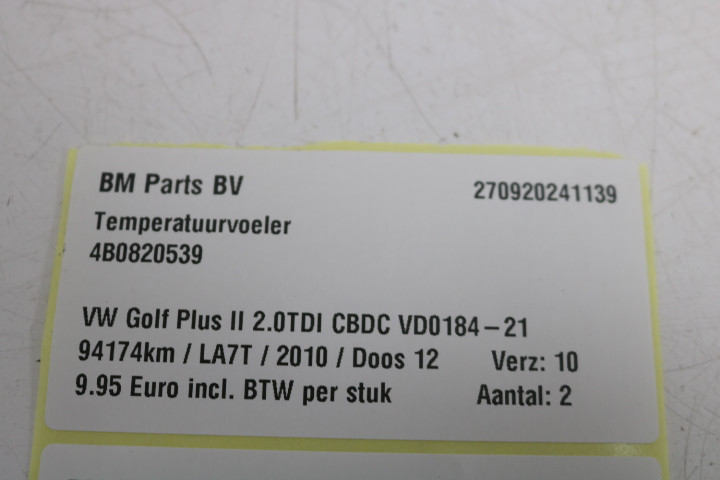 BM Parts BV 270920241139
Temperatuurvoeler
4B0820539
VW Golf Plus II 2.0TDI CBDC VD0184-21
94174km / LA7T / 2010 / Doos 12 Verz: 10
9.95 Euro incl. BTW per stuk Aantal: 2